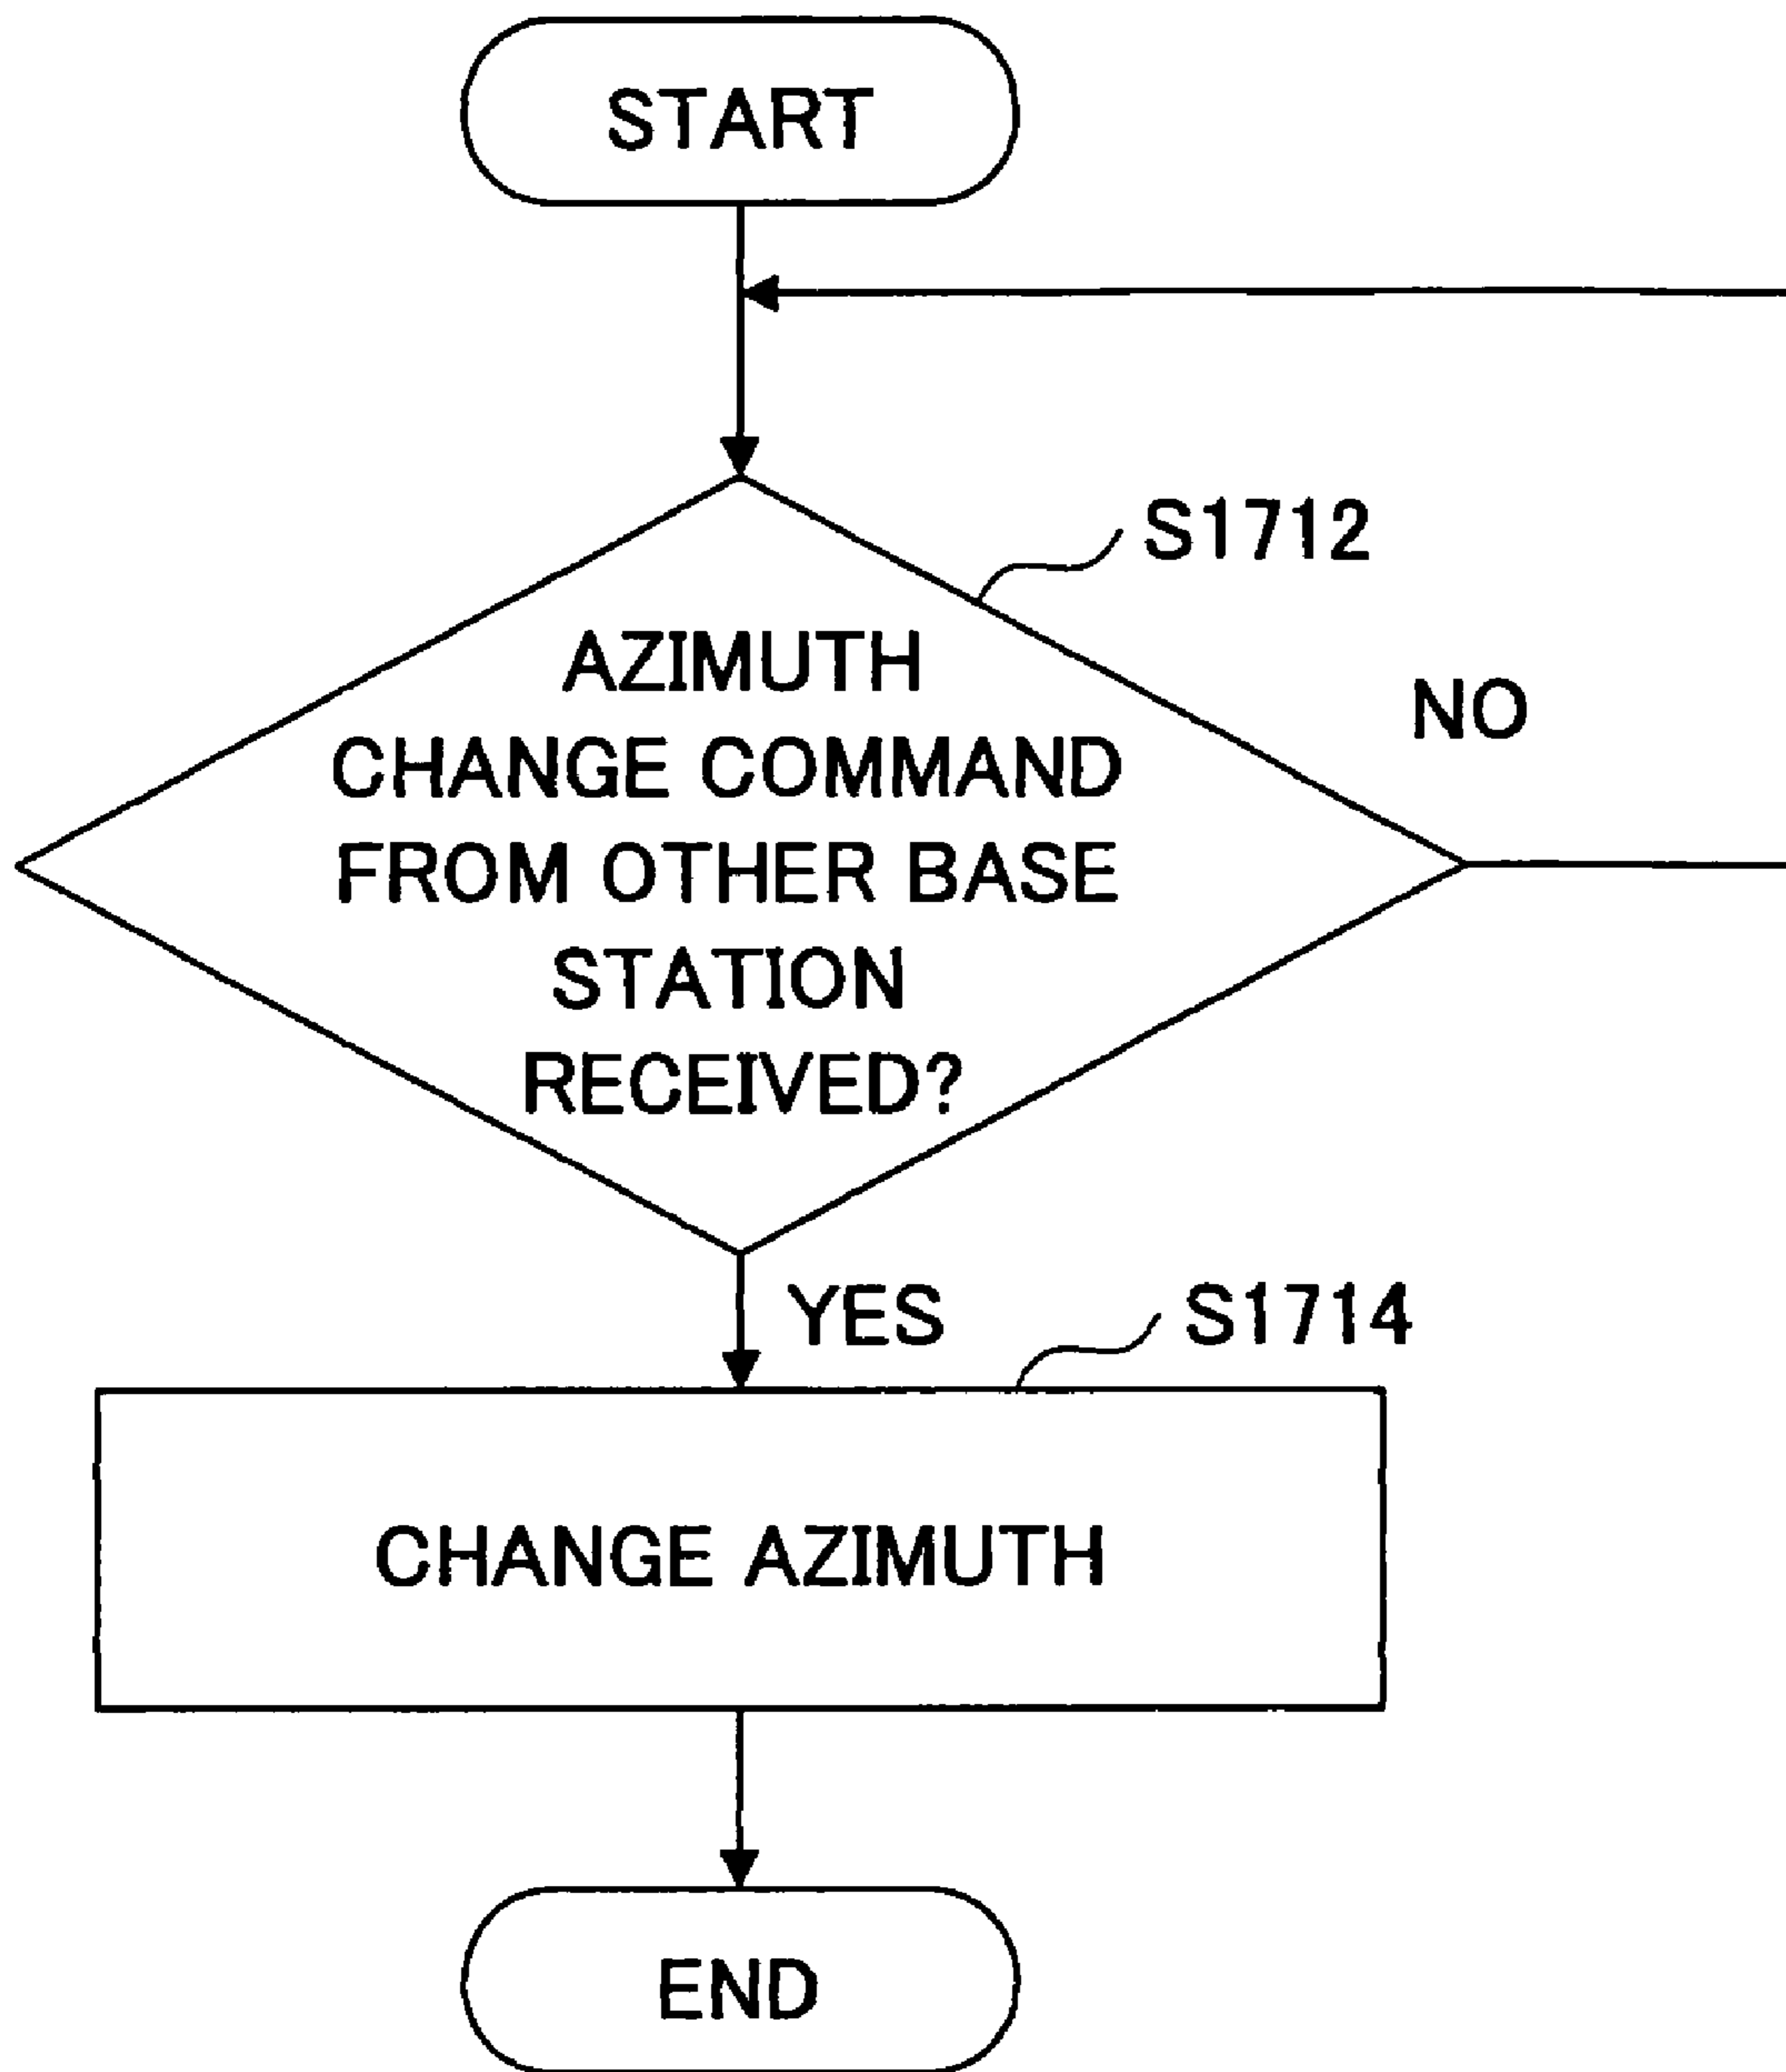 START
S1712
AZIMUTH
CHANGE COMMAND
FROM OTHER BASE
STATION
RECEIVED?
NO
YES
S1714
CHANGE AZIMUTH
END